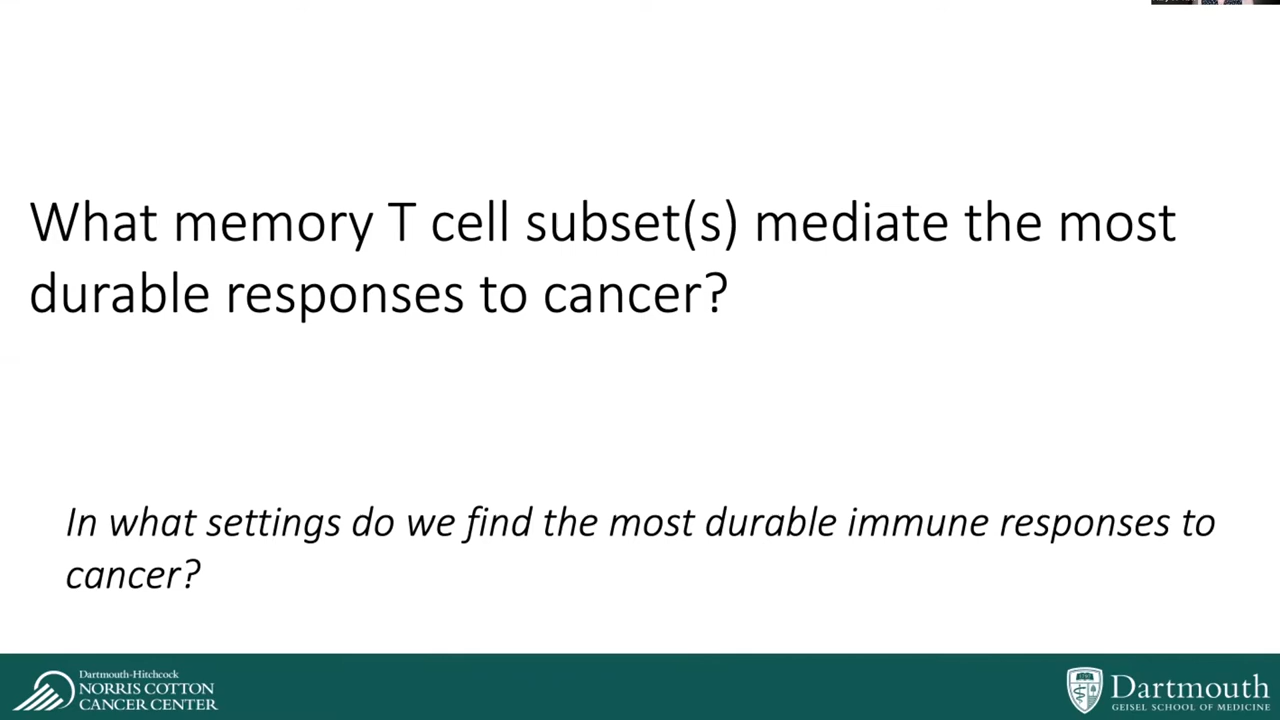 What memory T cell subset(s) mediate the most
durable responses to cancer?
In what settings do we find the most durable immune responses to
cancer?
Dartmouth-Hitchcock
NORRIS COTTON
CANCER CENTER
Dartmouth
GEISEL SCHOOL OF MEDICINE